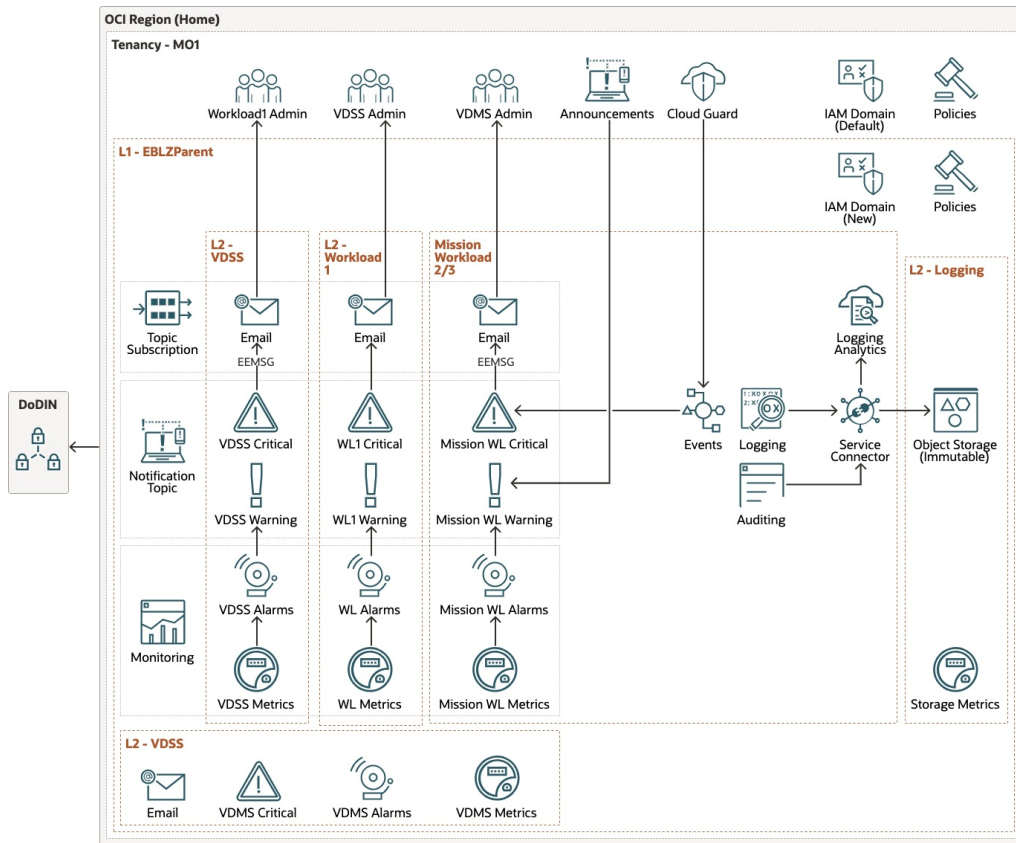 OCI Region (Home)
Tenancy - MO1
Workload1 Admin
VDSS Admin
VDMS Admin
Announcements
Cloud Guard
IAM Domain
(Default)
Policies
L1 - EBLZParent
IAM Domain
(New)
Policies
L2 -
VDSS
L2 -
Workload
1
Mission
Workload
2/3
L2 - Logging
Topic
Subscription
Email
EEMSG
Email
Email
EEMSG
Logging
Analytics
DoDIN
Notification
Topic
VDSS Critical
WL1 Critical
Mission WL Critical
Events
1: XO X O X
2: X
O X
Logging
Service
Connector
Object Storage
(Immutable)
VDSS Warning
WL1 Warning
Mission WL Warning
Auditing
Monitoring
VDSS Alarms
WL Alarms
Mission WL Alarms
VDSS Metrics
WL Metrics
Mission WL Metrics
Storage Metrics
L2 - VDSS
Email
VDMS Critical
VDMS Alarms
VDMS Metrics